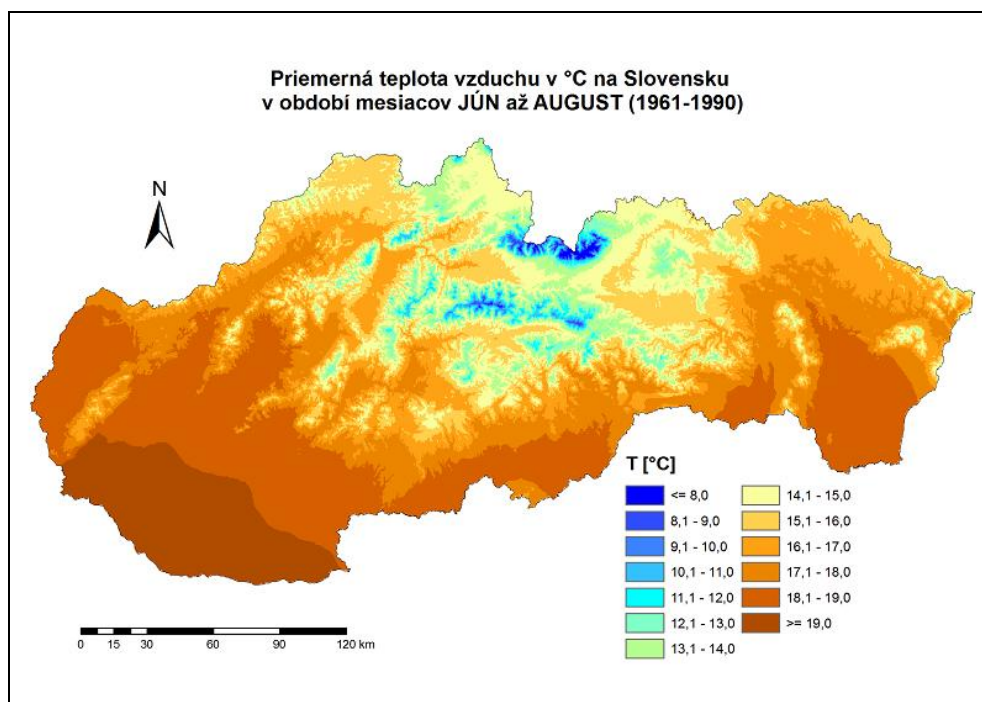 Priemerná teplota vzduchu v °C na Slovensku
v období mesiacov JÚN až AUGUST (1961-1990)
N
T [°C]
<= 8,0
8,1 - 9,0
9,1 - 10,0
10,1 - 11,0
11,1 - 12,0
12,1 - 13,0
13,1 - 14,0
14,1 - 15,0
15,1 - 16,0
16,1 - 17,0
17,1 - 18,0
18,1 - 19,0
>= 19,0
0 15 30 60 90 120 km